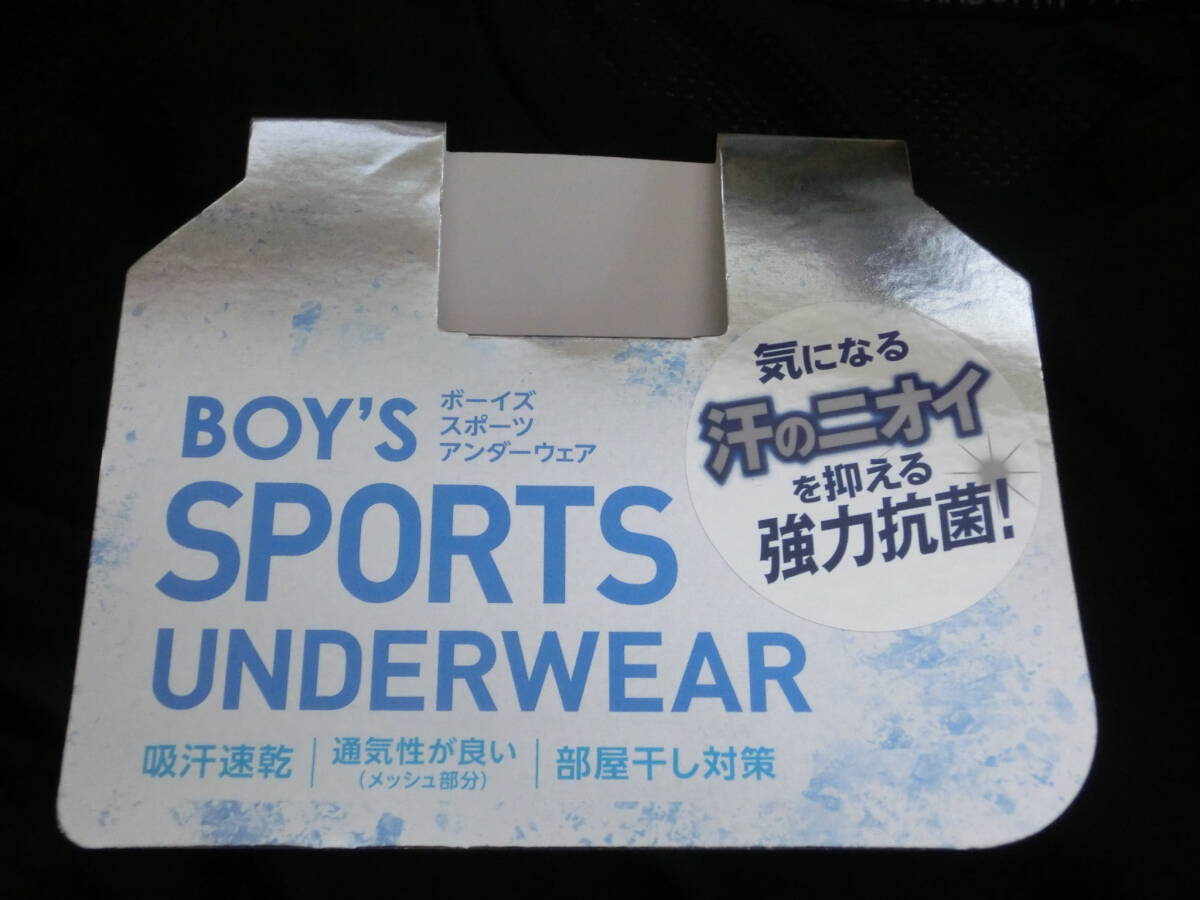 BOY'S
ボーイズ
スポーツ
アンダーウェア
SPORTS
UNDERWEAR
吸汗速乾
通気性が良い
(メッシュ部分)
部屋干し対策
気になる
汗のニオイ
を抑える
強力抗菌!